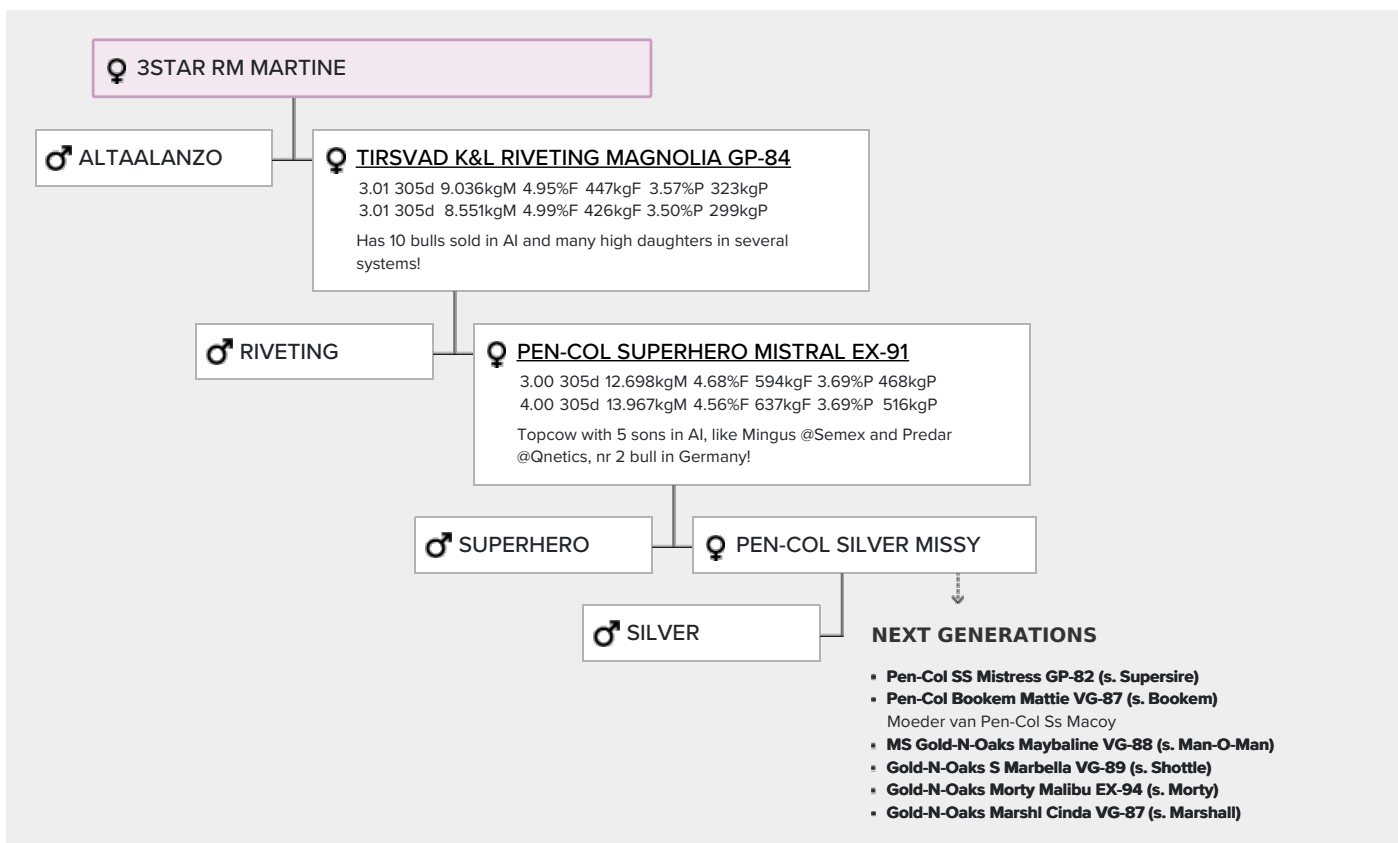 3STAR RM MARTINE
ALTAALANZO
TIRSVAD K&L RIVETING MAGNOLIA GP-84
3.01 305d 9.036kgM 4.95%F 447kgF 3.57%P 323kgP
3.01 305d 8.551kgM 4.99%F 426kgF 3.50%P 299kgP
Has 10 bulls sold in AI and many high daughters in several
systems!
RIVETING
PEN-COL SUPERHERO MISTRAL EX-91
3.00 305d 12.698kgM 4.68%F 594kgF 3.69%P 468kgP
4.00 305d 13.967kgM 4.56%F 637kgF 3.69%P 516kgP
Topcow with 5 sons in AI, like Mingus @Semex and Predar
@Qnetics, nr 2 bull in Germany!
SUPERHERO
PEN-COL SILVER MISSY
SILVER
NEXT GENERATIONS
• Pen-Col SS Mistress GP-82 (s. Supersire)
• Pen-Col Bookem Mattie VG-87 (s. Bookem)
Moeder van Pen-Col Ss Macoy
• MS Gold-N-Oaks Maybaline VG-88 (s. Man-O-Man)
• Gold-N-Oaks S Marbella VG-89 (s. Shottle)
• Gold-N-Oaks Morty Malibu EX-94 (s. Morty)
• Gold-N-Oaks Marshl Cinda VG-87 (s. Marshall)